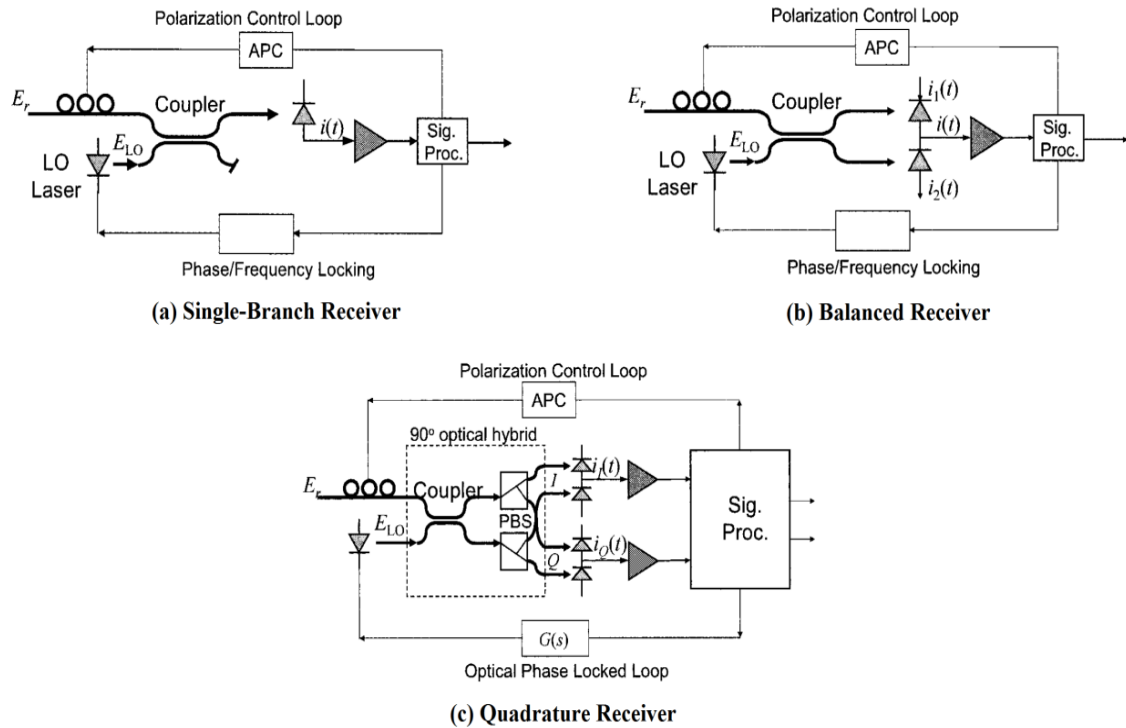 Polarization Control Loop
APC
E_r
Coupler
i(t)
Sig.
Proc.
E_LO
LO
Laser
Phase/Frequency Locking
(a) Single-Branch Receiver
Polarization Control Loop
APC
E_r
Coupler
i_1(t)
i(t)
Sig.
Proc.
E_LO
LO
Laser
i_2(t)
Phase/Frequency Locking
(b) Balanced Receiver
Polarization Control Loop
APC
90° optical hybrid
E_r
Coupler
I
i_I(t)
E_LO
PBS
Sig.
Proc.
Q
i_Q(t)
G(s)
Optical Phase Locked Loop
(c) Quadrature Receiver